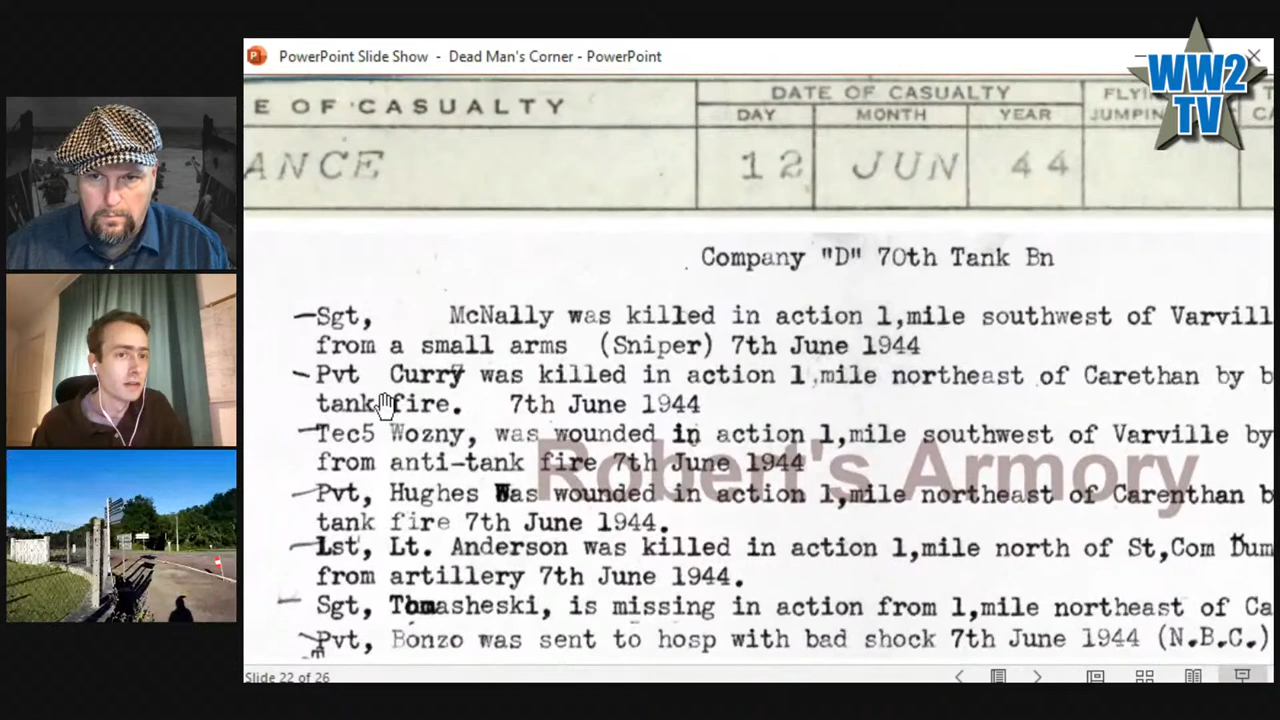 PowerPoint Slide Show - Dead Man's Corner - PowerPoint
WW2
TV
E OF CASUALTY
DATE OF CASUALTY
DAY MONTH YEAR
ANCE 12 JUN 44
Company "D" 70th Tank Bn
Sgt, McNally was killed in action 1,mile southwest of Varvill
from a small arms (Sniper) 7th June 1944
Pvt Curry was killed in action 1,mile northeast of Carethan by b
tank fire. 7th June 1944
Tec5 Wozny, was wounded in action 1,mile southwest of Varville by
from anti-tank fire 7th June 1944
Robert's Armory
Pvt, Hughes Was wounded in action 1,mile northeast of Carenthan b
tank fire 7th June 1944.
1st, Lt. Anderson was killed in action 1,mile north of St,Com Dum
from artillery 7th June 1944.
Sgt, Tomasheski, is missing in action from 1,mile northeast of Ca
Pvt, Bonzo was sent to hosp with bad shock 7th June 1944 (N.B.C.)
Slide 22 of 26